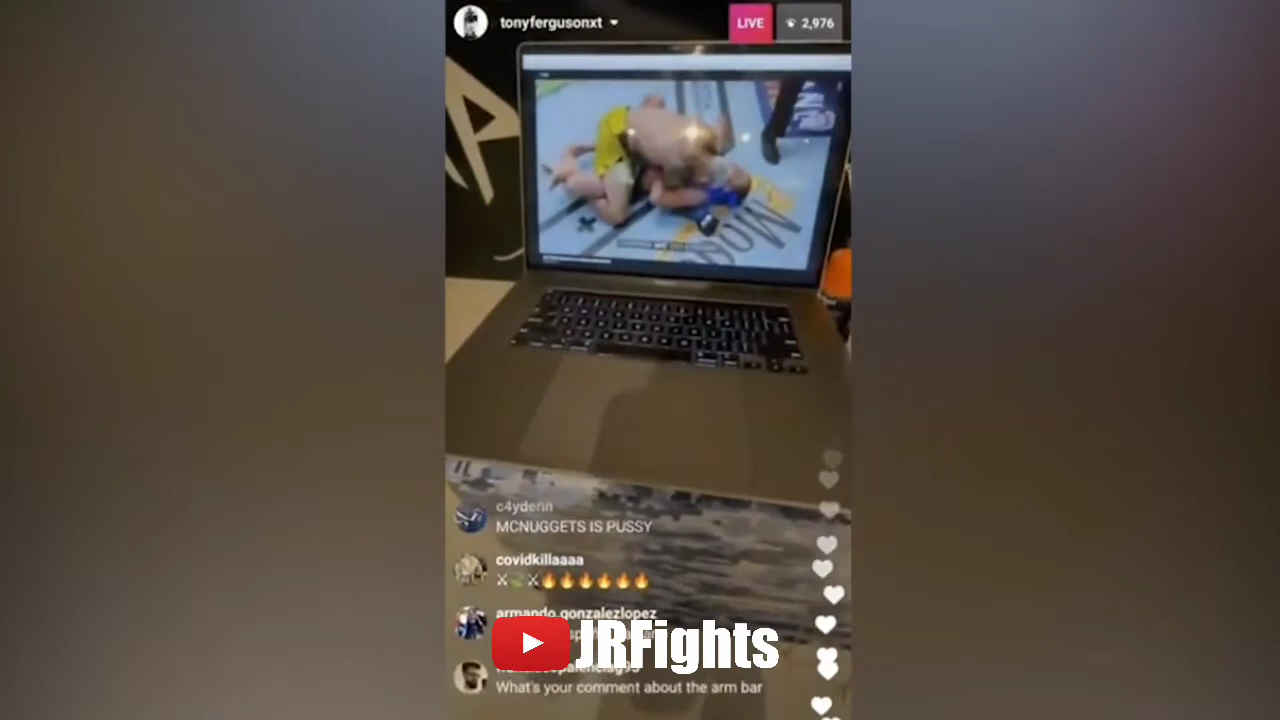 tonyfergusonxt
LIVE
2,976
c4ydenn
MCNUGGETS IS PUSSY
covidkillaaaa
armando.gonzalezlopez
JRFights
What's your comment about the arm bar